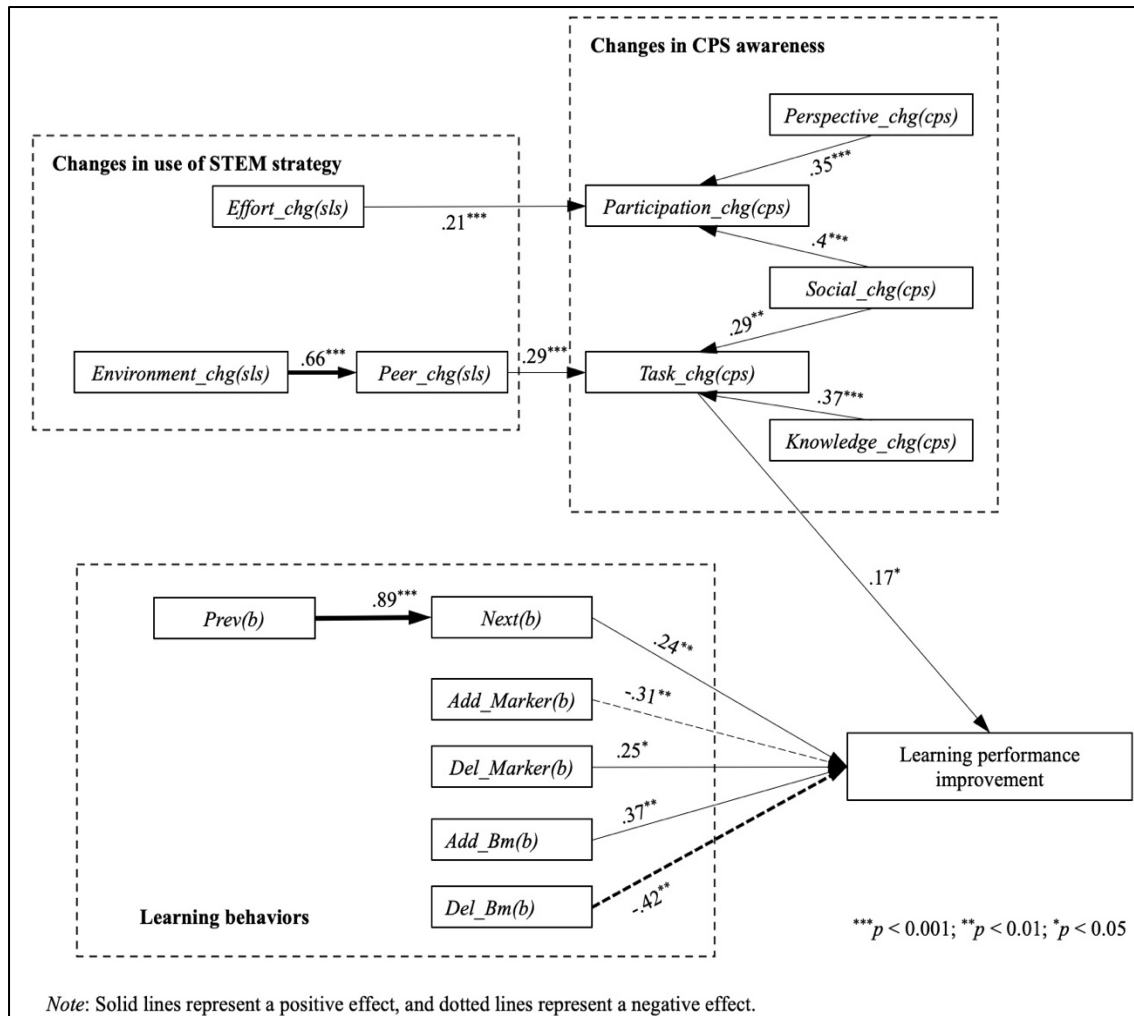 Changes in CPS awareness
Perspective_chg(cps)
.35***
Changes in use of STEM strategy
Effort_chg(sls)
.21***
Participation_chg(cps)
.4***
Social_chg(cps)
.29**
Environment_chg(sls)
.66***
Peer_chg(sls)
.29***
Task_chg(cps)
.37***
Knowledge_chg(cps)
.17*
Prev(b)
.89***
Next(b)
.24**
Add_Marker(b)
-.31**
Del_Marker(b)
.25*
Learning performance
improvement
Add_Bm(b)
.37**
Del_Bm(b)
-.42**
Learning behaviors
***p < 0.001; **p < 0.01; *p < 0.05
Note: Solid lines represent a positive effect, and dotted lines represent a negative effect.